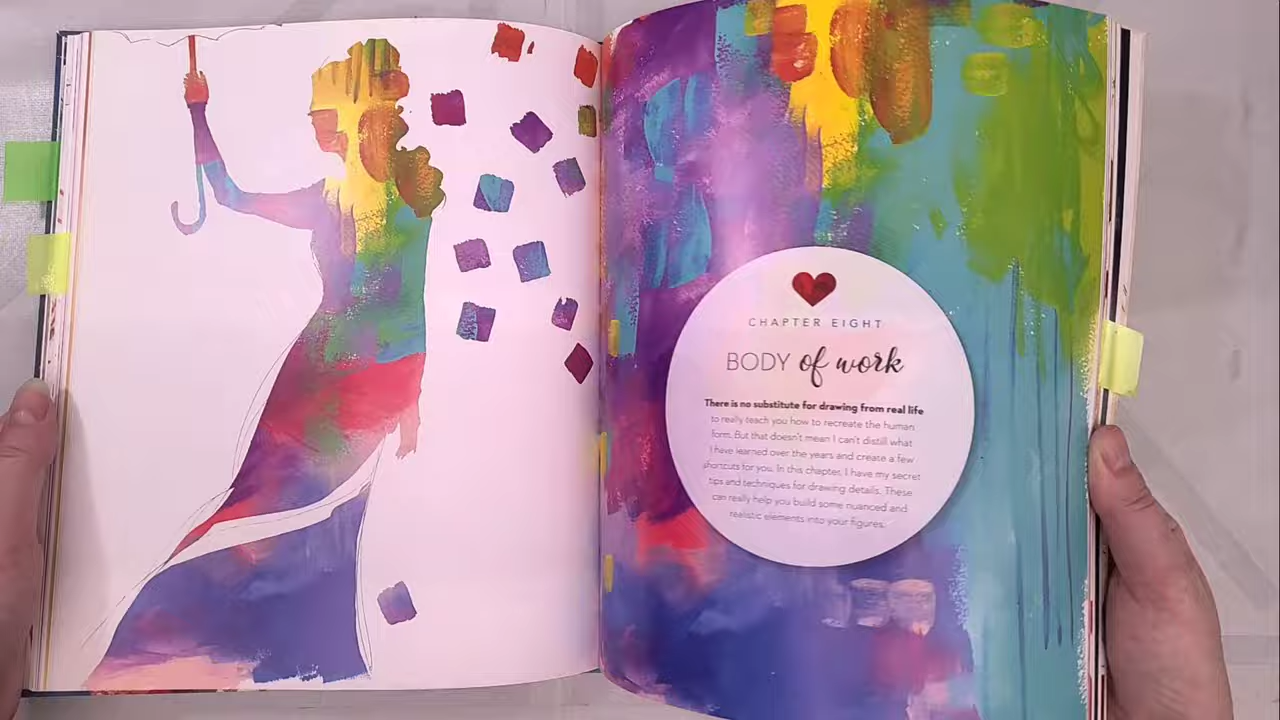 CHAPTER EIGHT
BODY of work
There is no substitute for drawing from real life
to really teach you how to recreate the human
form. But that doesn't mean I can't distill what
I have learned over the years and create a few
shortcuts for you. In this chapter, I have my secret
tips and techniques for drawing details. These
can really help you build some nuanced and
realistic elements into your figures.